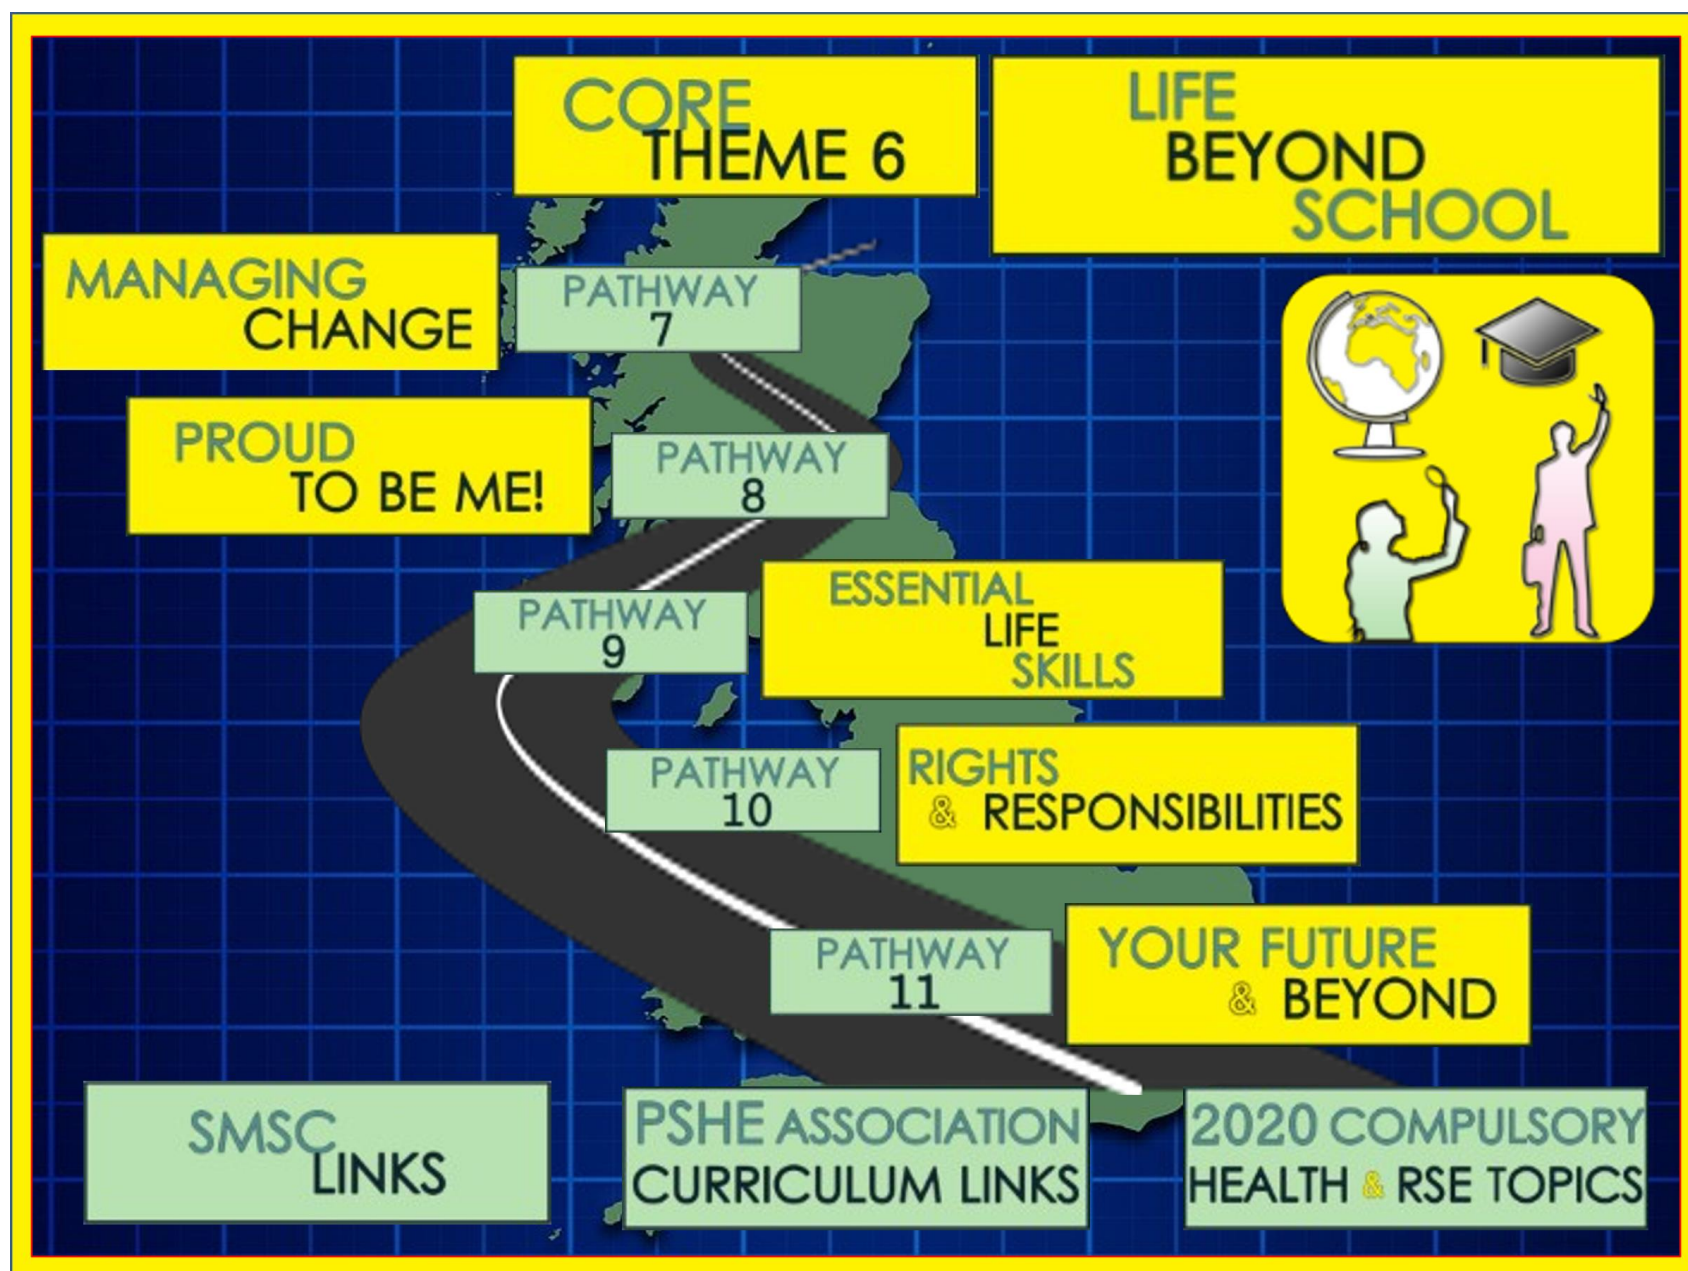 CORE
THEME 6
LIFE
BEYOND
SCHOOL
MANAGING
CHANGE
PATHWAY
7
PROUD
TO BE ME!
PATHWAY
8
PATHWAY
9
ESSENTIAL
LIFE
SKILLS
PATHWAY
10
RIGHTS
& RESPONSIBILITIES
PATHWAY
11
YOUR FUTURE
& BEYOND
SMSC
LINKS
PSHE ASSOCIATION
CURRICULUM LINKS
2020 COMPULSORY
HEALTH & RSE TOPICS